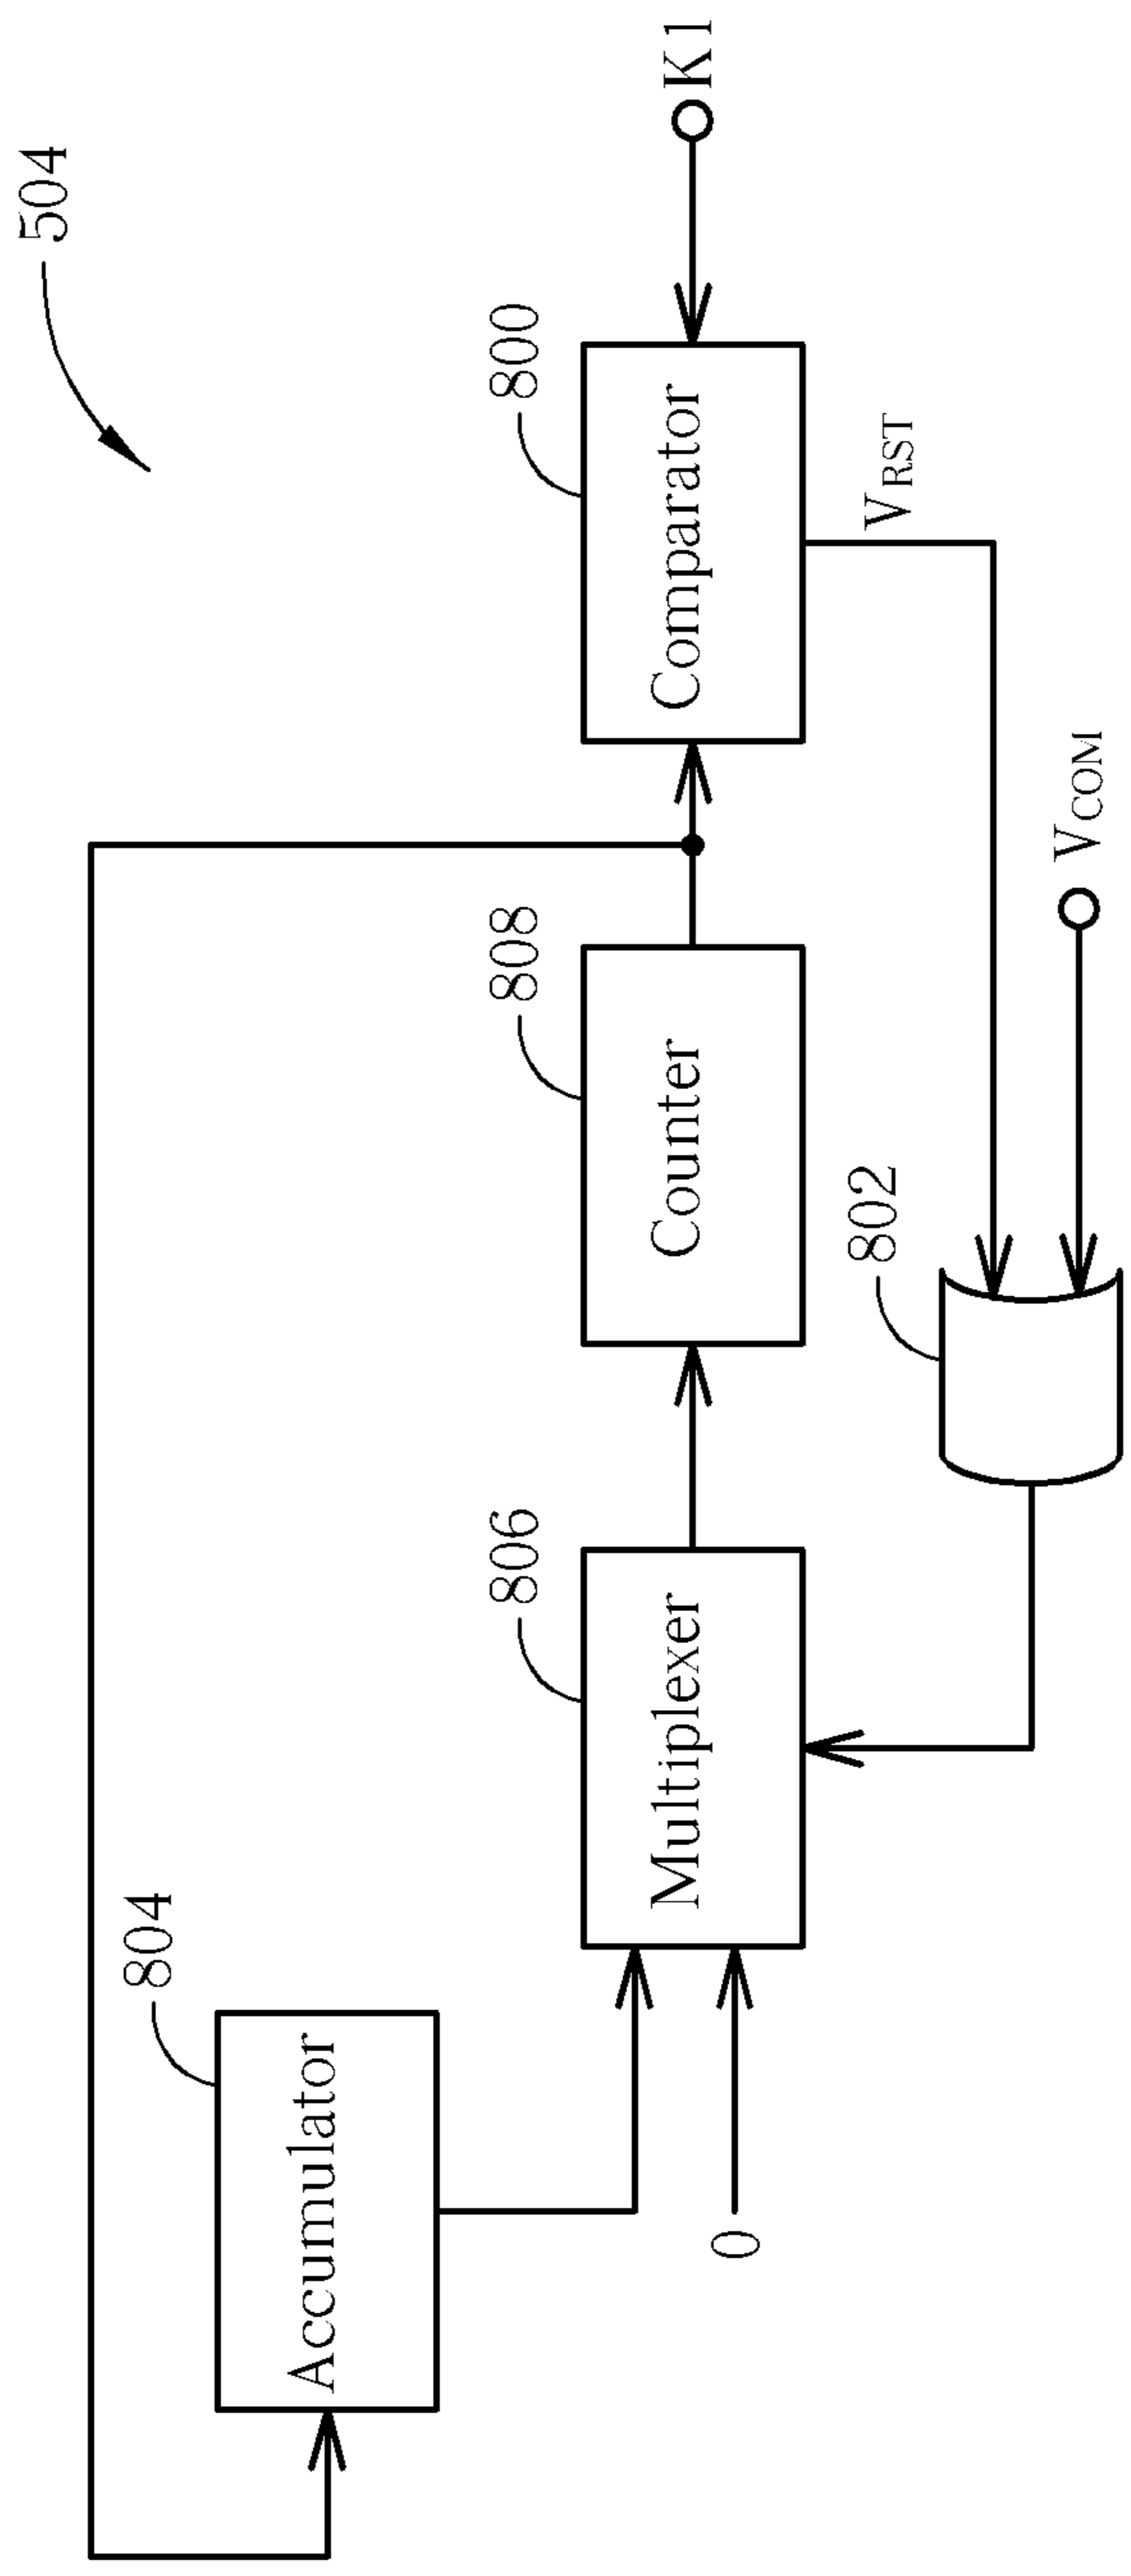 504
804
Accumulator
806
Multiplexer
0
808
Counter
800
Comparator
K1
802
VRST
VCOM